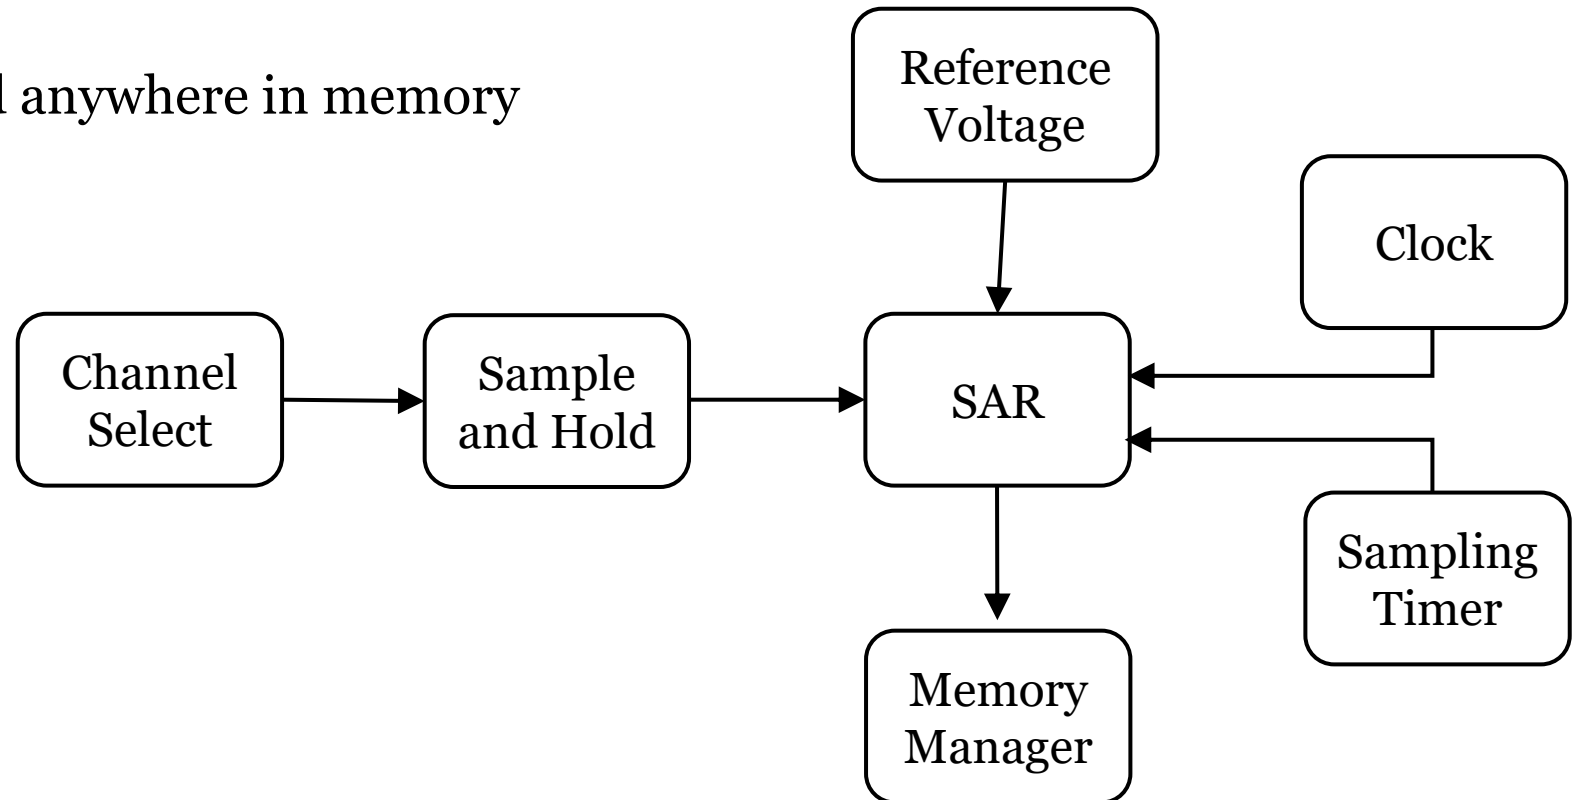 anywhere in memory
Reference
Voltage
Clock
Channel
Select
Sample
and Hold
SAR
Sampling
Timer
Memory
Manager